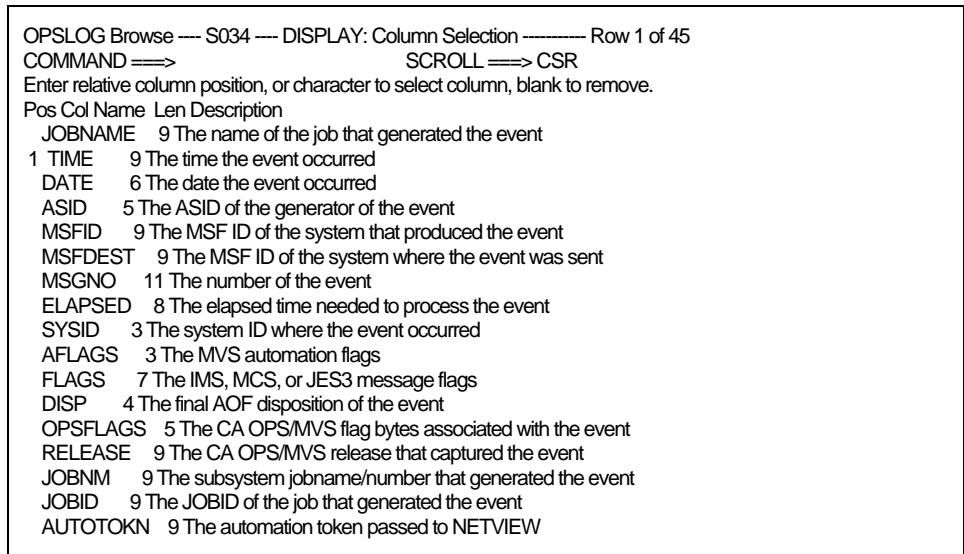 OPSLOG Browse ---- S034 ---- DISPLAY: Column Selection ----------- Row 1 of 45
COMMAND ===> SCROLL ===> CSR
Enter relative column position, or character to select column, blank to remove.
Pos Col Name Len Description
JOBNAME 9 The name of the job that generated the event
1 TIME 9 The time the event occurred
DATE 6 The date the event occurred
ASID 5 The ASID of the generator of the event
MSFID 9 The MSF ID of the system that produced the event
MSFDEST 9 The MSF ID of the system where the event was sent
MSGNO 11 The number of the event
ELAPSED 8 The elapsed time needed to process the event
SYSID 3 The system ID where the event occurred
AFLAGS 3 The MVS automation flags
FLAGS 7 The IMS, MCS, or JES3 message flags
DISP 4 The final AOF disposition of the event
OPSFLAGS 5 The CA OPS/MVS flag bytes associated with the event
RELEASE 9 The CA OPS/MVS release that captured the event
JOBNM 9 The subsystem jobname/number that generated the event
JOBID 9 The JOBID of the job that generated the event
AUTOTOKN 9 The automation token passed to NETVIEW